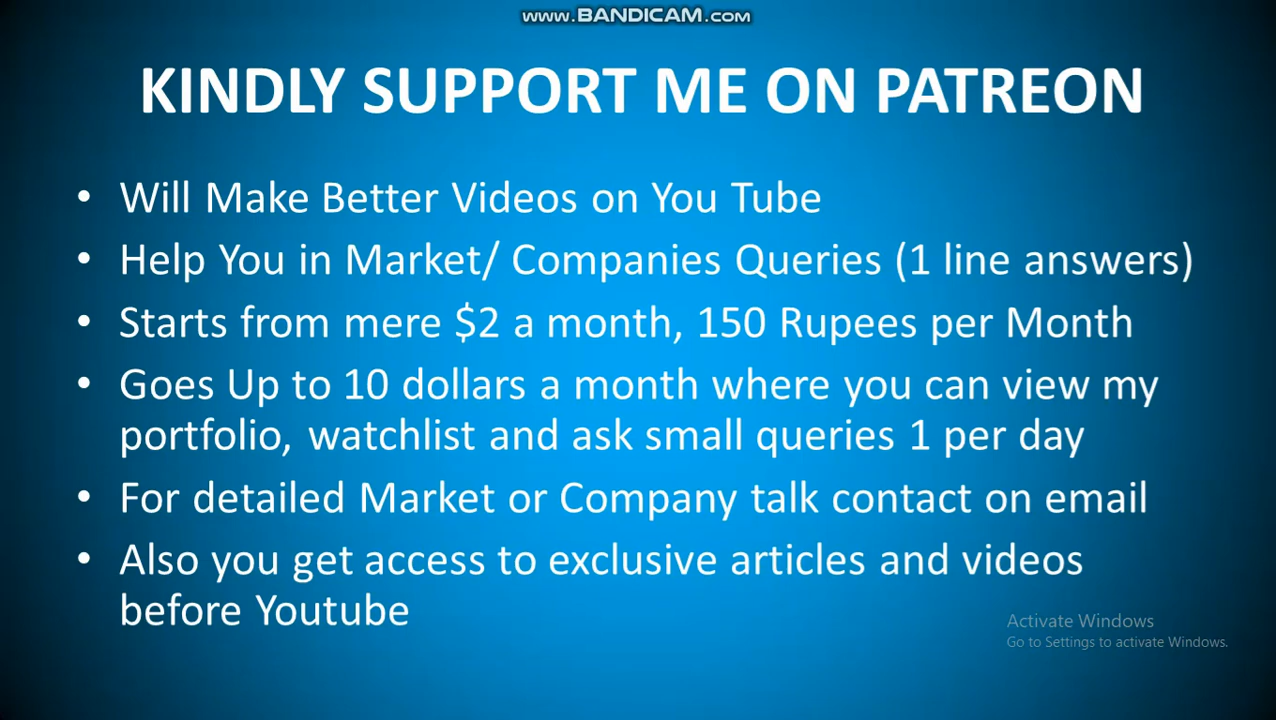 www.BANDICAM.com
KINDLY SUPPORT ME ON PATREON
• Will Make Better Videos on You Tube
• Help You in Market/ Companies Queries (1 line answers)
• Starts from mere $2 a month, 150 Rupees per Month
• Goes Up to 10 dollars a month where you can view my
portfolio, watchlist and ask small queries 1 per day
• For detailed Market or Company talk contact on email
• Also you get access to exclusive articles and videos
before Youtube
Activate Windows
Go to Settings to activate Windows.